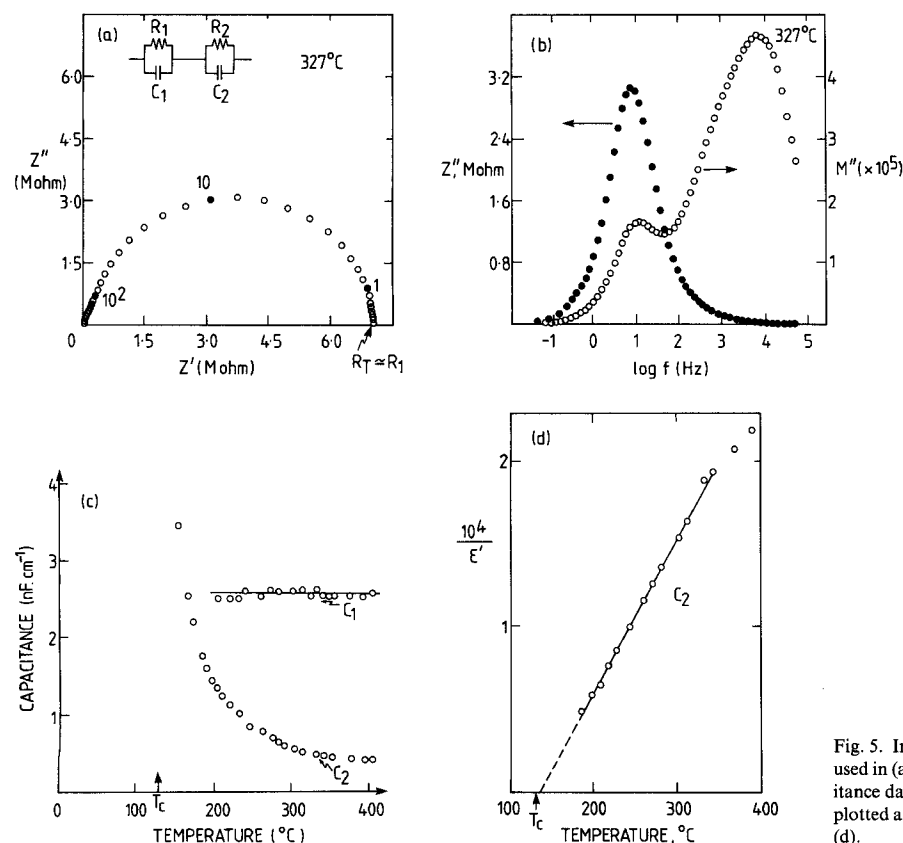 (a)
R₁
R₂
C₁
C₂
327°C
6·0
4·5
Z''
(Mohm)
3·0
1·5
0
10
10²
1
0
1·5
3·0
4·5
6·0
Z' (Mohm)
R_T≃R₁
(b)
327°C
3.2
2·4
Z'', Mohm
1·6
0.8
4
3
M'' (×10⁵)
2
1
-1
0
1
2
3
4
5
log f (Hz)
(c)
4
3
2
1
CAPACITANCE (nF.cm⁻¹)
C₁
C₂
0
100
200
300
400
T_C
TEMPERATURE (°C)
(d)
2
10⁴
ε'
1
C₂
100
200
300
400
T_C
TEMPERATURE, °C
Fig. 5. In
used in (a
itance da
plotted a
(d).